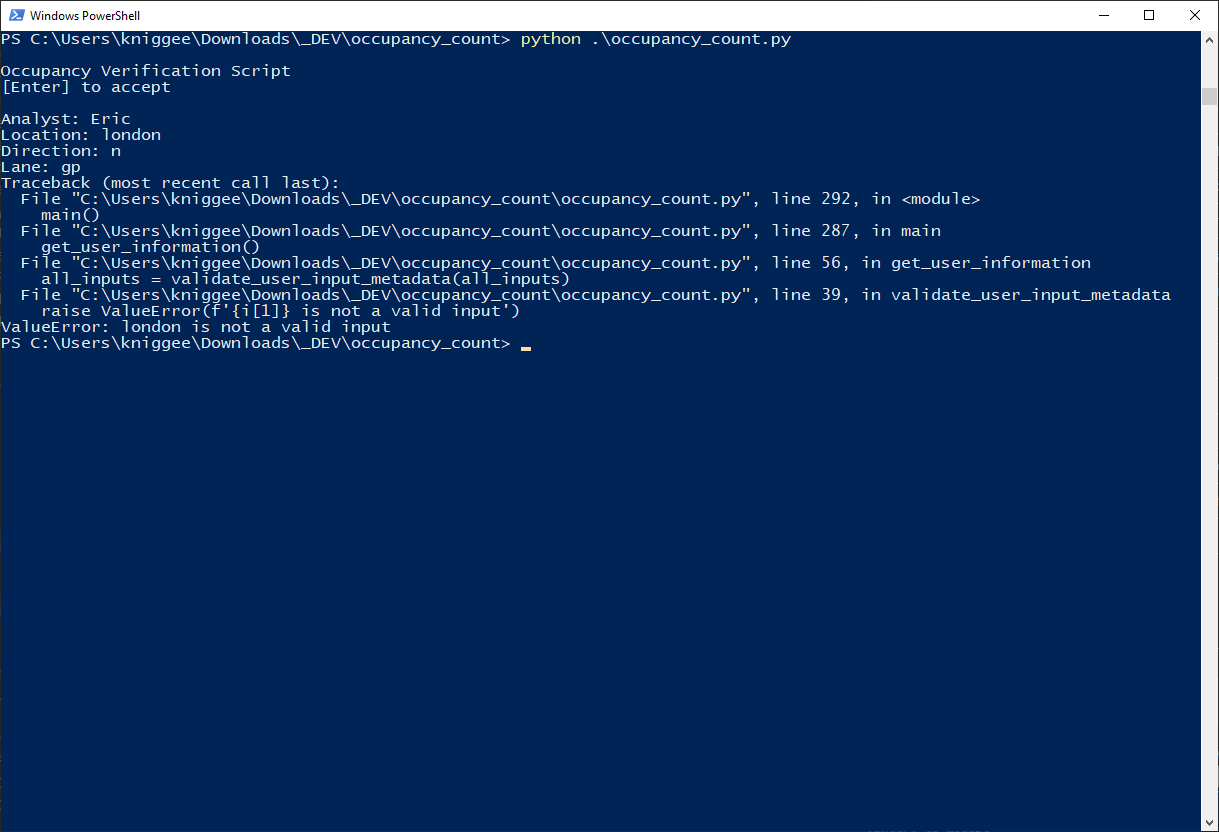 Windows PowerShell
PS C:\Users\kniggee\Downloads\_DEV\occupancy_count> python .\occupancy_count.py
Occupancy Verification Script
[Enter] to accept
Analyst: Eric
Location: london
Direction: n
Lane: gp
Traceback (most recent call last):
  File "C:\Users\kniggee\Downloads\_DEV\occupancy_count\occupancy_count.py", line 292, in <module>
    main()
  File "C:\Users\kniggee\Downloads\_DEV\occupancy_count\occupancy_count.py", line 287, in main
    get_user_information()
  File "C:\Users\kniggee\Downloads\_DEV\occupancy_count\occupancy_count.py", line 56, in get_user_information
    all_inputs = validate_user_input_metadata(all_inputs)
  File "C:\Users\kniggee\Downloads\_DEV\occupancy_count\occupancy_count.py", line 39, in validate_user_input_metadata
    raise ValueError(f'{i[1]} is not a valid input')
ValueError: london is not a valid input
PS C:\Users\kniggee\Downloads\_DEV\occupancy_count>